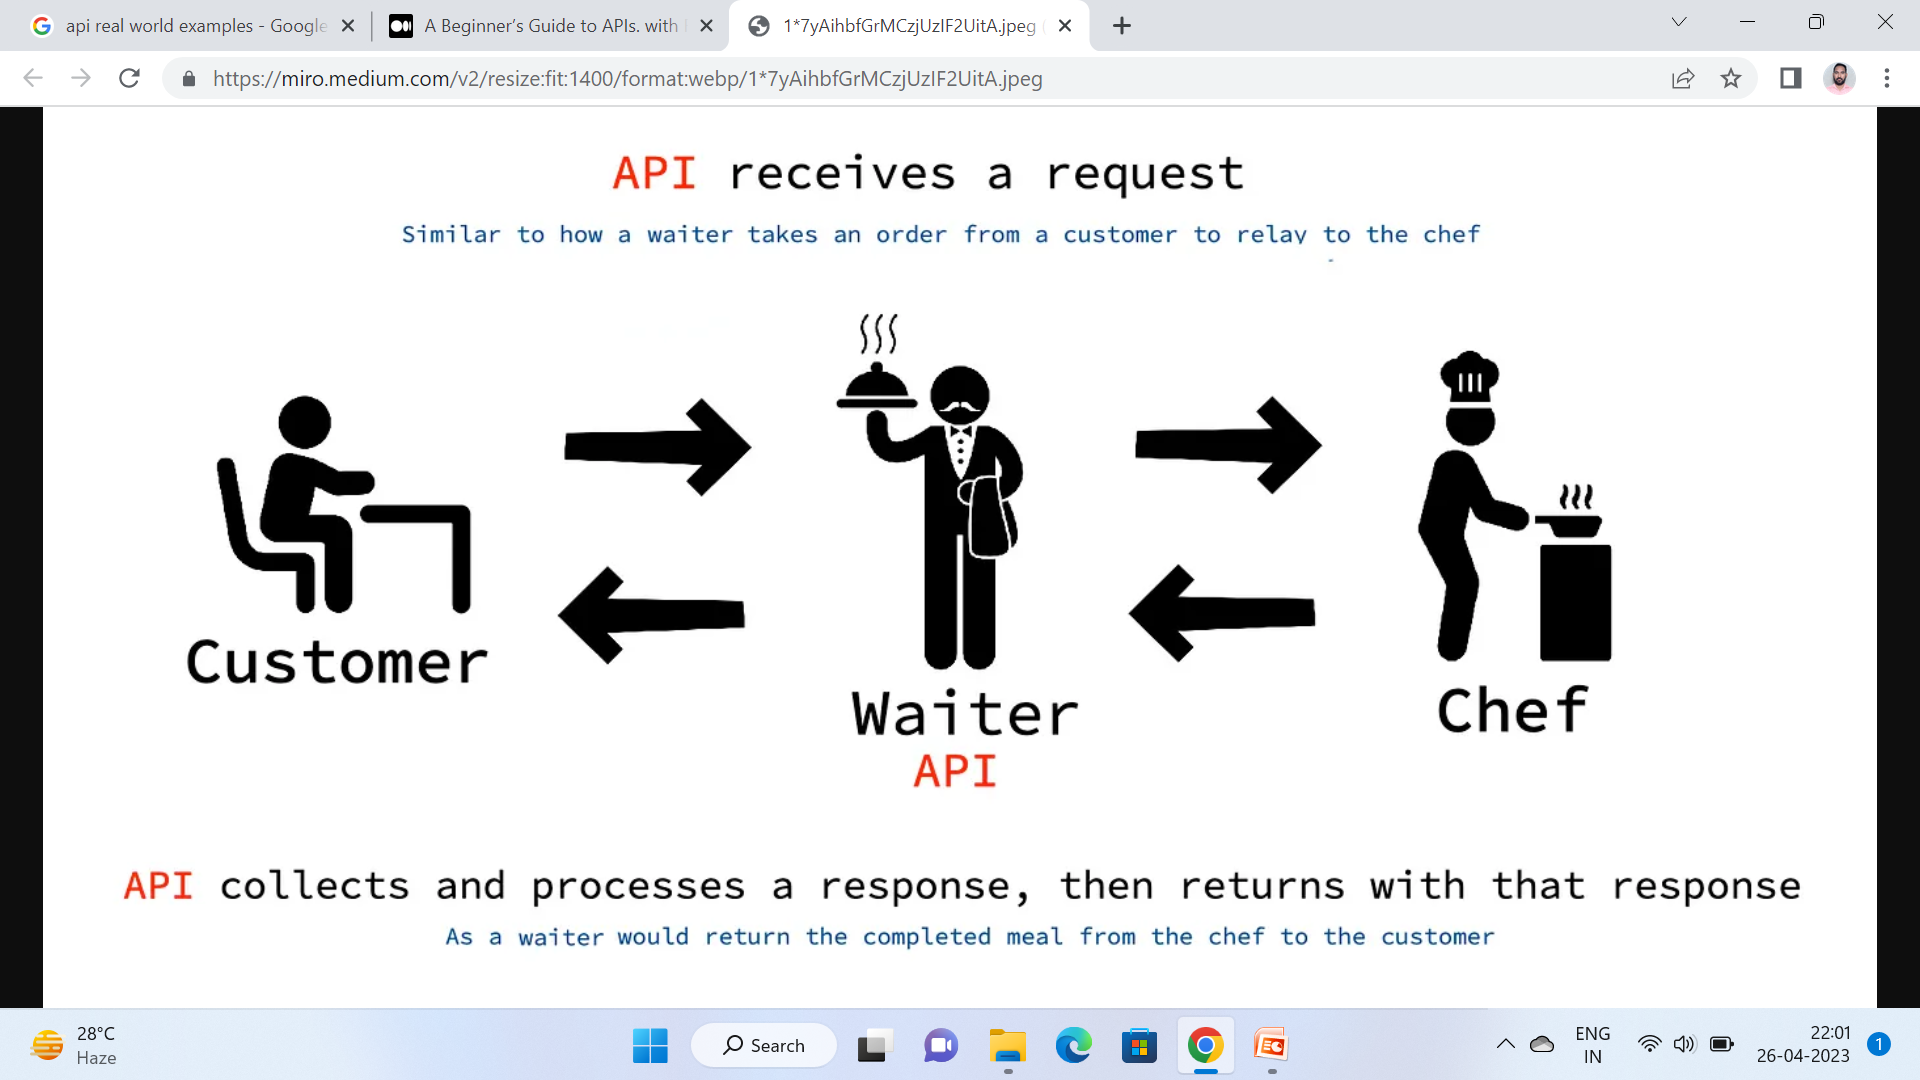 api real world examples - Google
A Beginner's Guide to APIs. with
1*7yAihbfGrMCzjUzIF2UitA.jpeg (
https://miro.medium.com/v2/resize:fit:1400/format:webp/1*7yAihbfGrMCzjUzIF2UitA.jpeg
API receives a request
Similar to how a waiter takes an order from a customer to relay to the chef
Customer
Waiter
API
Chef
API collects and processes a response, then returns with that response
As a waiter would return the completed meal from the chef to the customer
28°C
Haze
Search
ENG
IN
22:01
26-04-2023
1